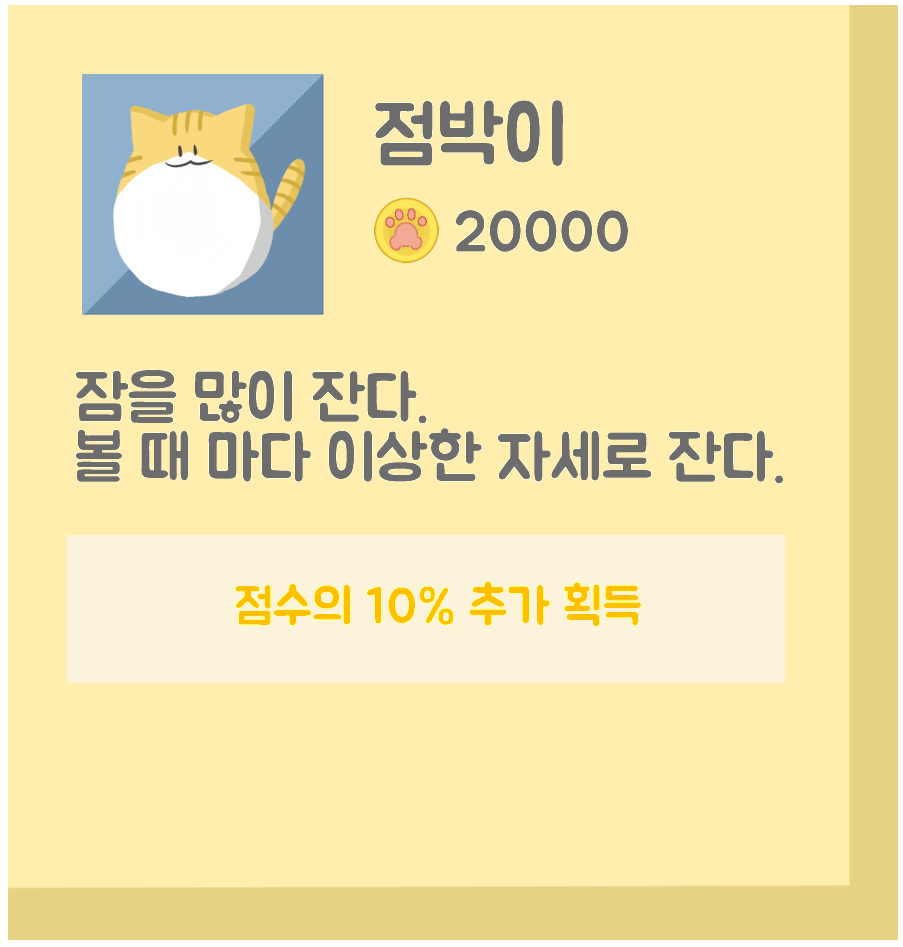 점박이
20000
잠을 많이 잔다.
볼 때 마다 이상한 자세로 잔다.
점수의 10% 추가 획득